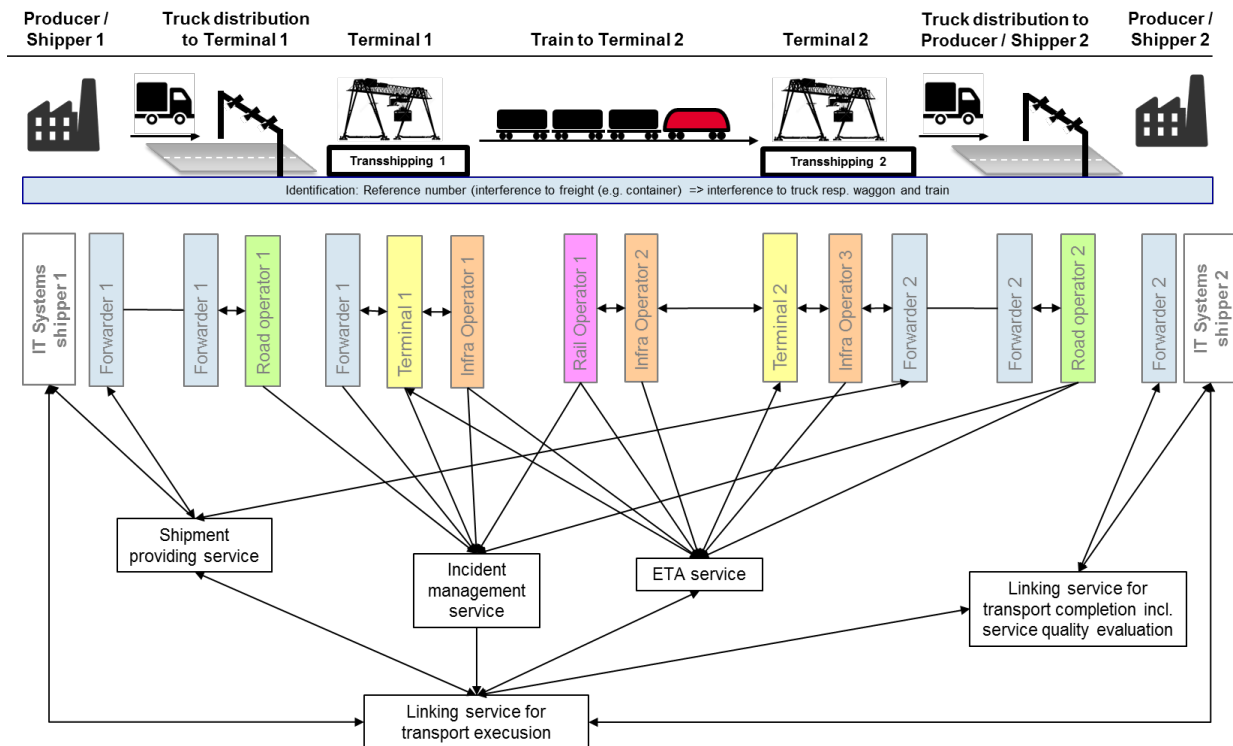 Producer /
Shipper 1
Truck distribution
to Terminal 1
Terminal 1
Train to Terminal 2
Terminal 2
Truck distribution to
Producer / Shipper 2
Producer /
Shipper 2
Transshipping 1
Transshipping 2
Identification: Reference number (interference to freight (e.g. container) => interference to truck resp. waggon and train
IT Systems
shipper 1
Forwarder 1
Forwarder 1
Road operator 1
Forwarder 1
Terminal 1
Infra Operator 1
Rail Operator 1
Infra Operator 2
Terminal 2
Infra Operator 3
Forwarder 2
Forwarder 2
Road operator 2
Forwarder 2
IT Systems
shipper 2
Shipment
providing service
Incident
management
service
ETA service
Linking service for
transport completion incl.
service quality evaluation
Linking service for
transport execusion